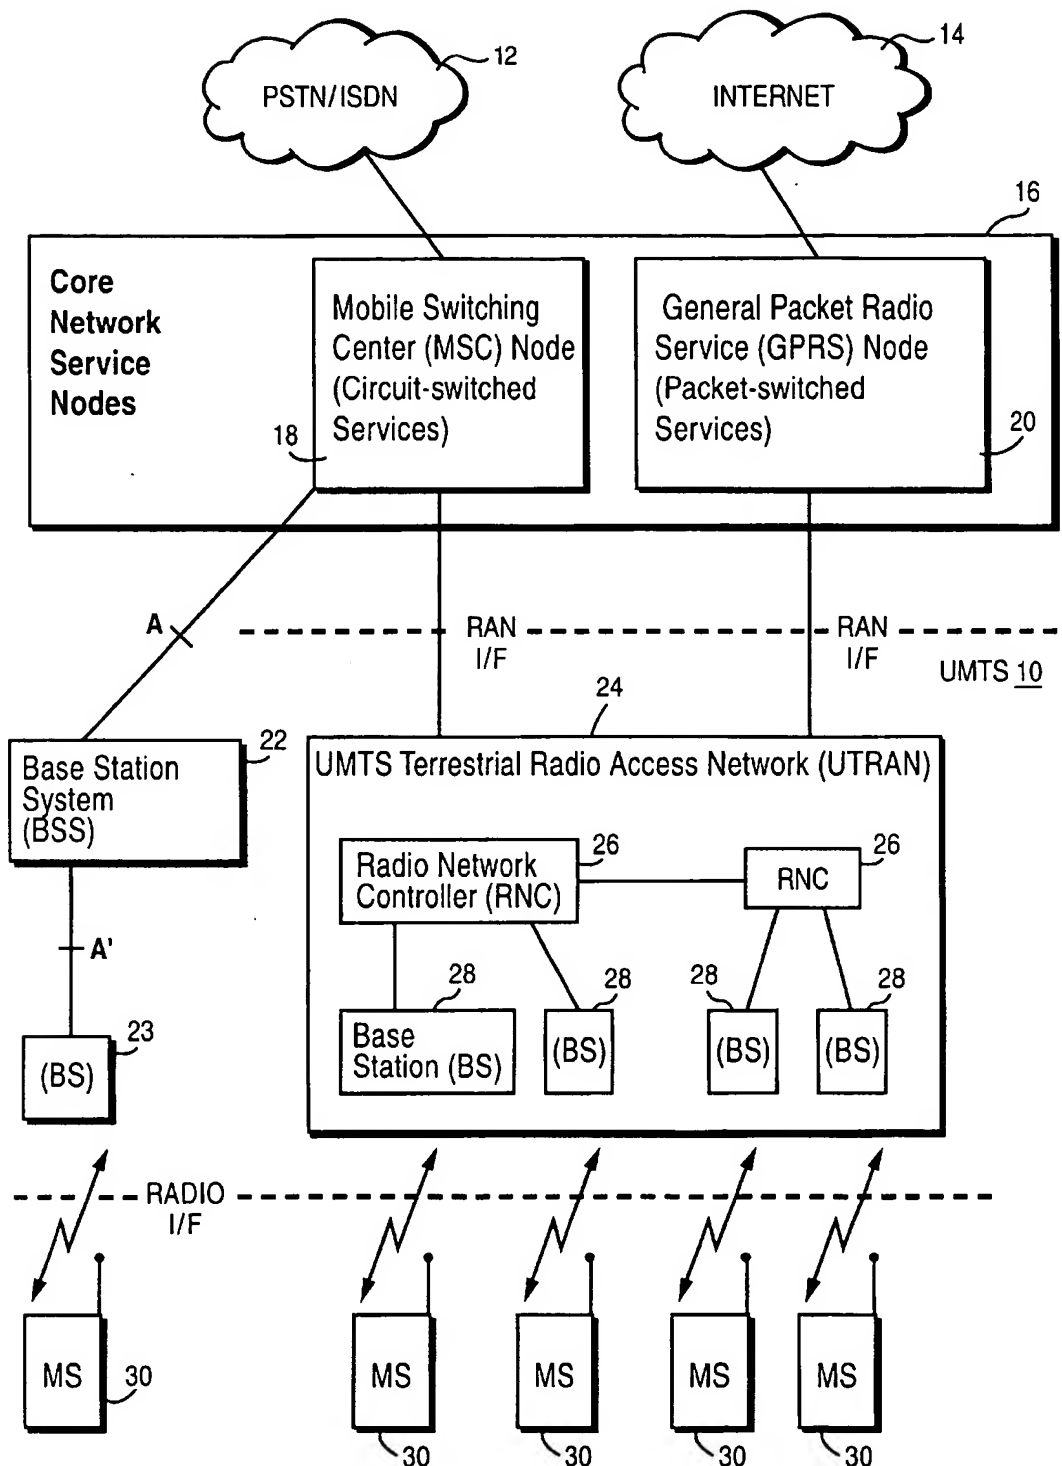 12
14
PSTN/ISDN
INTERNET
16
Core
Network
Service
Nodes
Mobile Switching
Center (MSC) Node
(Circuit-switched
Services)
18
General Packet Radio
Service (GPRS) Node
(Packet-switched
Services)
20
A
RAN
I/F
RAN
I/F
UMTS 10
22
24
Base Station
System
(BSS)
UMTS Terrestrial Radio Access Network (UTRAN)
26
26
Radio Network
Controller (RNC)
RNC
A'
28
28
28
28
23
(BS)
Base
Station (BS)
(BS)
(BS)
(BS)
RADIO
I/F
MS
30
MS
30
MS
30
MS
30
MS
30